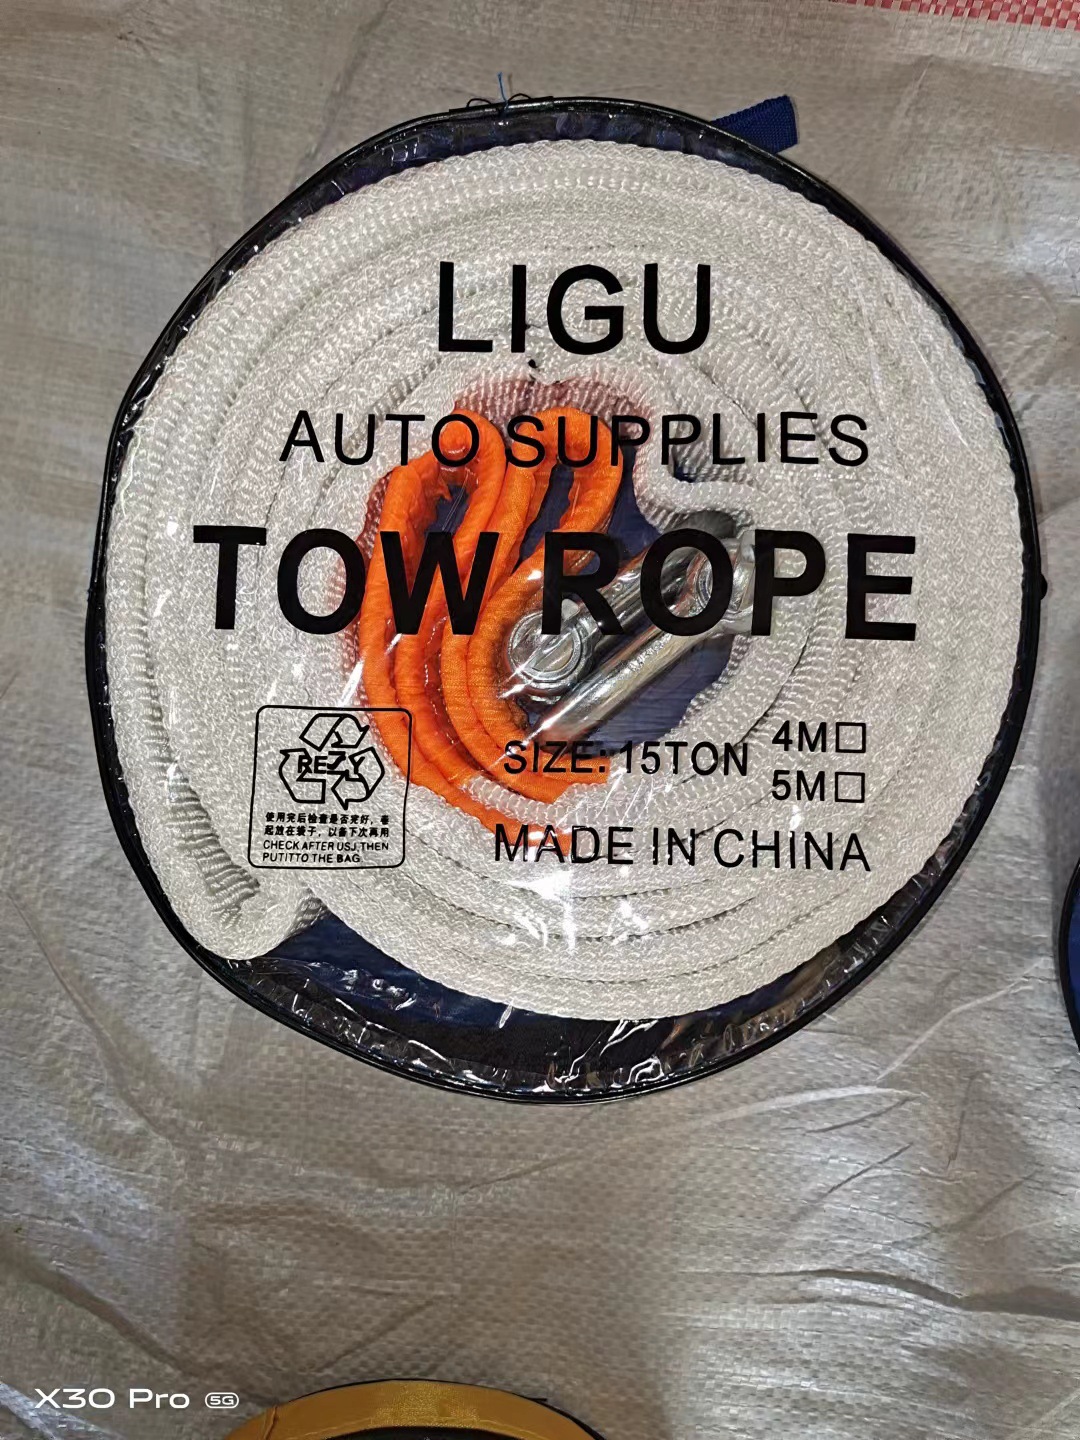 LIGU
AUTO SUPPLIES
TOW ROPE
SIZE: 15TON
4M☐
5M☐
MADE IN CHINA
REZY
使用完后检查是否完好，卷
起放在袋子，以备下次再用
CHECK AFTER USJ,THEN
PUTITTO THE BAG
X30 Pro 5G